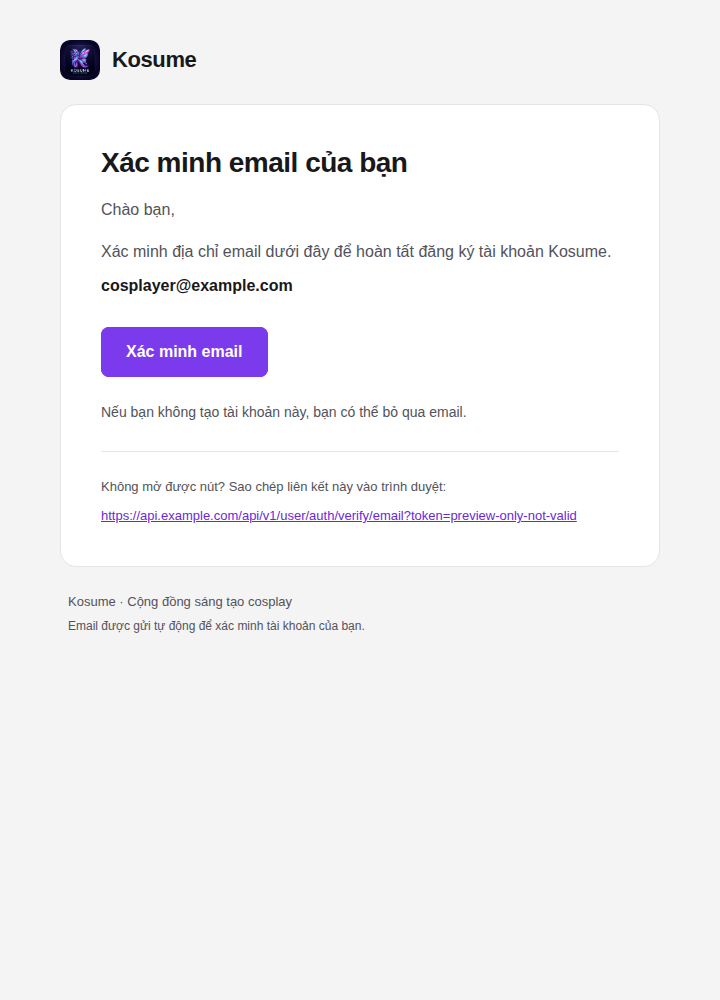 KOSUME
Kosume
Xác minh email của bạn
Chào bạn,
Xác minh địa chỉ email dưới đây để hoàn tất đăng ký tài khoản Kosume.
cosplayer@example.com
Xác minh email
Nếu bạn không tạo tài khoản này, bạn có thể bỏ qua email.
Không mở được nút? Sao chép liên kết này vào trình duyệt:
https://api.example.com/api/v1/user/auth/verify/email?token=preview-only-not-valid
Kosume · Cộng đồng sáng tạo cosplay
Email được gửi tự động để xác minh tài khoản của bạn.